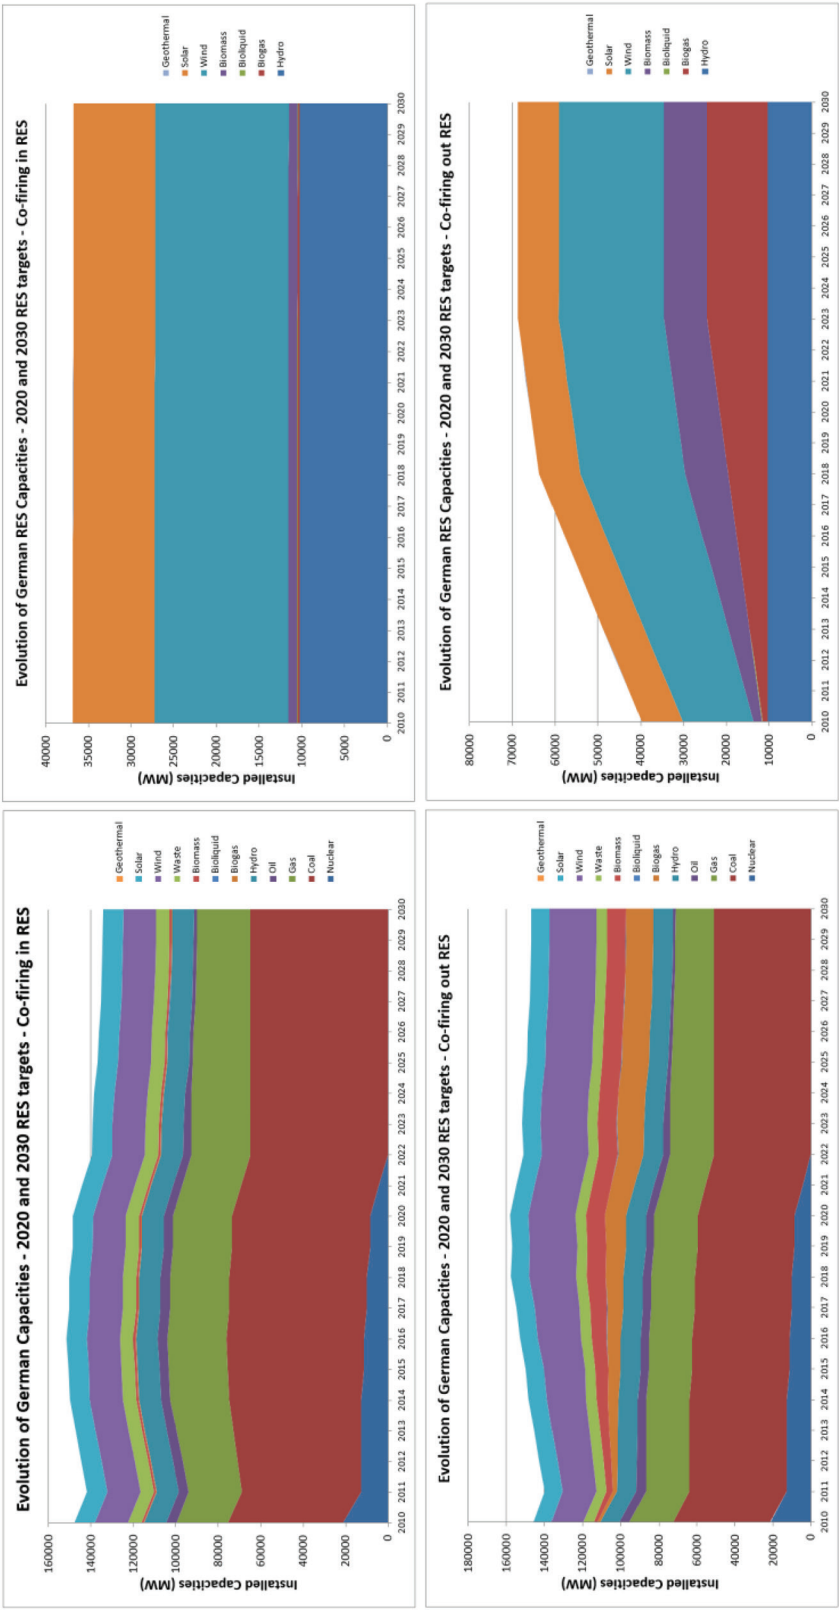 Evolution of German Capacities - 2020 and 2030 RES targets - Co-firing in RES
Installed Capacities (MW)
160000
140000
120000
100000
80000
60000
40000
20000
0
2010 2011 2012 2013 2014 2015 2016 2017 2018 2019 2020 2021 2022 2023 2024 2025 2026 2027 2028 2029 2030
Geothermal
Solar
Wind
Waste
Biomass
Bioliquid
Biogas
Hydro
Oil
Gas
Coal
Nuclear
Evolution of German RES Capacities - 2020 and 2030 RES targets - Co-firing in RES
Installed Capacities (MW)
40000
35000
30000
25000
20000
15000
10000
5000
0
2010 2011 2012 2013 2014 2015 2016 2017 2018 2019 2020 2021 2022 2023 2024 2025 2026 2027 2028 2029 2030
Geothermal
Solar
Wind
Biomass
Bioliquid
Biogas
Hydro
Evolution of German Capacities - 2020 and 2030 RES targets - Co-firing out RES
Installed Capacities (MW)
180000
160000
140000
120000
100000
80000
60000
40000
20000
0
2010 2011 2012 2013 2014 2015 2016 2017 2018 2019 2020 2021 2022 2023 2024 2025 2026 2027 2028 2029 2030
Geothermal
Solar
Wind
Waste
Biomass
Bioliquid
Biogas
Hydro
Oil
Gas
Coal
Nuclear
Evolution of German RES Capacities - 2020 and 2030 RES targets - Co-firing out RES
Installed Capacities (MW)
80000
70000
60000
50000
40000
30000
20000
10000
0
2010 2011 2012 2013 2014 2015 2016 2017 2018 2019 2020 2021 2022 2023 2024 2025 2026 2027 2028 2029 2030
Geothermal
Solar
Wind
Biomass
Bioliquid
Biogas
Hydro